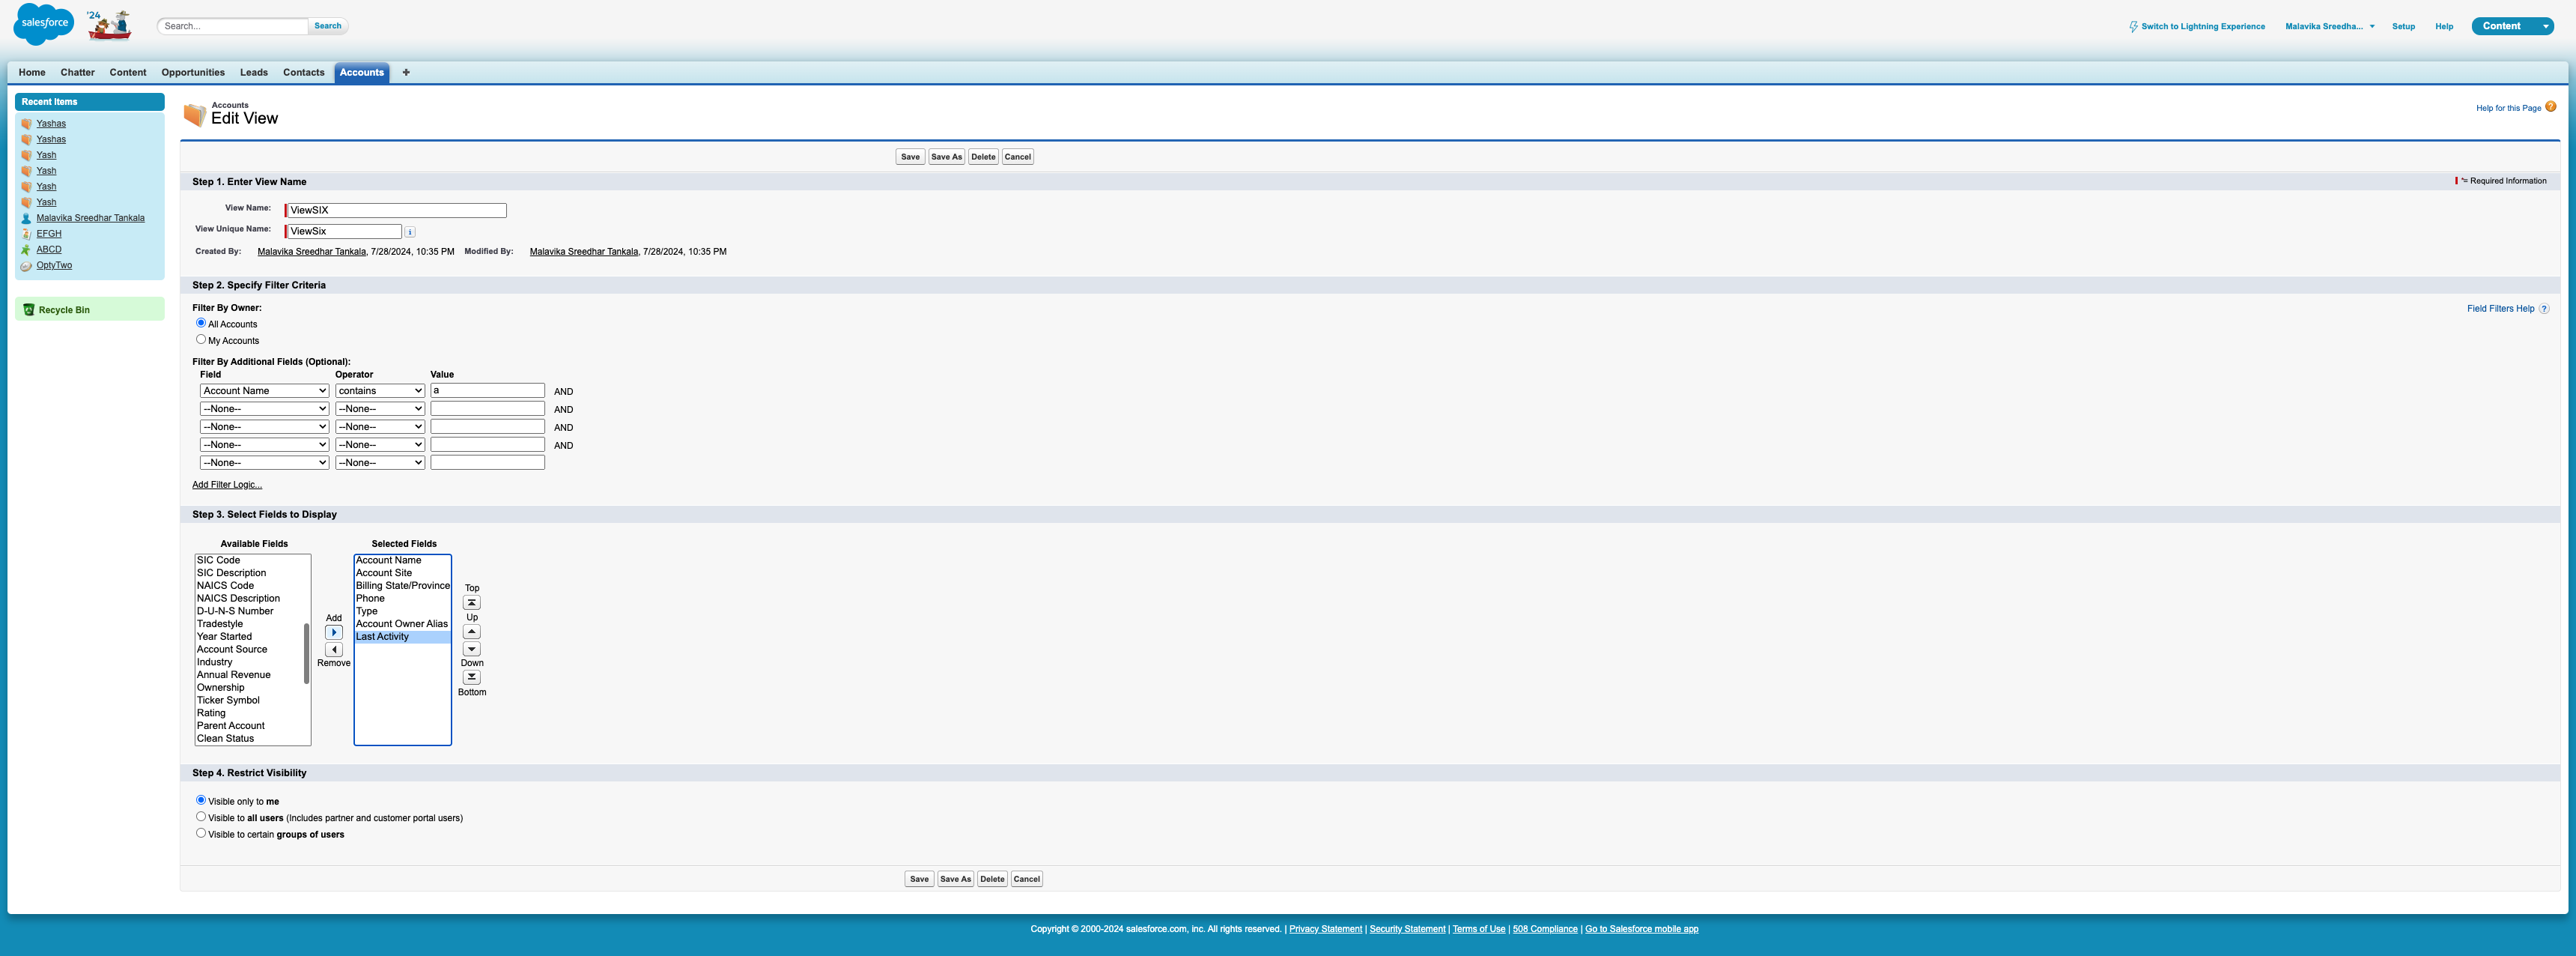 salesforce
'24
Search...
Search
Switch to Lightning Experience
Malavika Sreedha...
Setup
Help
Content
Home
Chatter
Content
Opportunities
Leads
Contacts
Accounts
+
Recent Items
Yashas
Yashas
Yash
Yash
Yash
Yash
Malavika Sreedhar Tankala
EFGH
ABCD
OptyTwo
Recycle Bin
Accounts
Edit View
Help for this Page ?
Save Save As Delete Cancel
Step 1. Enter View Name
*= Required Information
View Name: ViewSIX
View Unique Name: ViewSix i
Created By: Malavika Sreedhar Tankala, 7/28/2024, 10:35 PM Modified By: Malavika Sreedhar Tankala, 7/28/2024, 10:35 PM
Step 2. Specify Filter Criteria
Filter By Owner:
Field Filters Help ?
All Accounts
My Accounts
Filter By Additional Fields (Optional):
Field Operator Value
Account Name contains a AND
--None-- --None-- AND
--None-- --None-- AND
--None-- --None-- AND
--None-- --None--
Add Filter Logic...
Step 3. Select Fields to Display
Available Fields
SIC Code
SIC Description
NAICS Code
NAICS Description
D-U-N-S Number
Tradestyle
Year Started
Account Source
Industry
Annual Revenue
Ownership
Ticker Symbol
Rating
Parent Account
Clean Status
Add
Remove
Selected Fields
Account Name
Account Site
Billing State/Province
Phone
Type
Account Owner Alias
Last Activity
Top
Up
Down
Bottom
Step 4. Restrict Visibility
Visible only to me
Visible to all users (Includes partner and customer portal users)
Visible to certain groups of users
Save Save As Delete Cancel
Copyright © 2000-2024 salesforce.com, inc. All rights reserved. | Privacy Statement | Security Statement | Terms of Use | 508 Compliance | Go to Salesforce mobile app